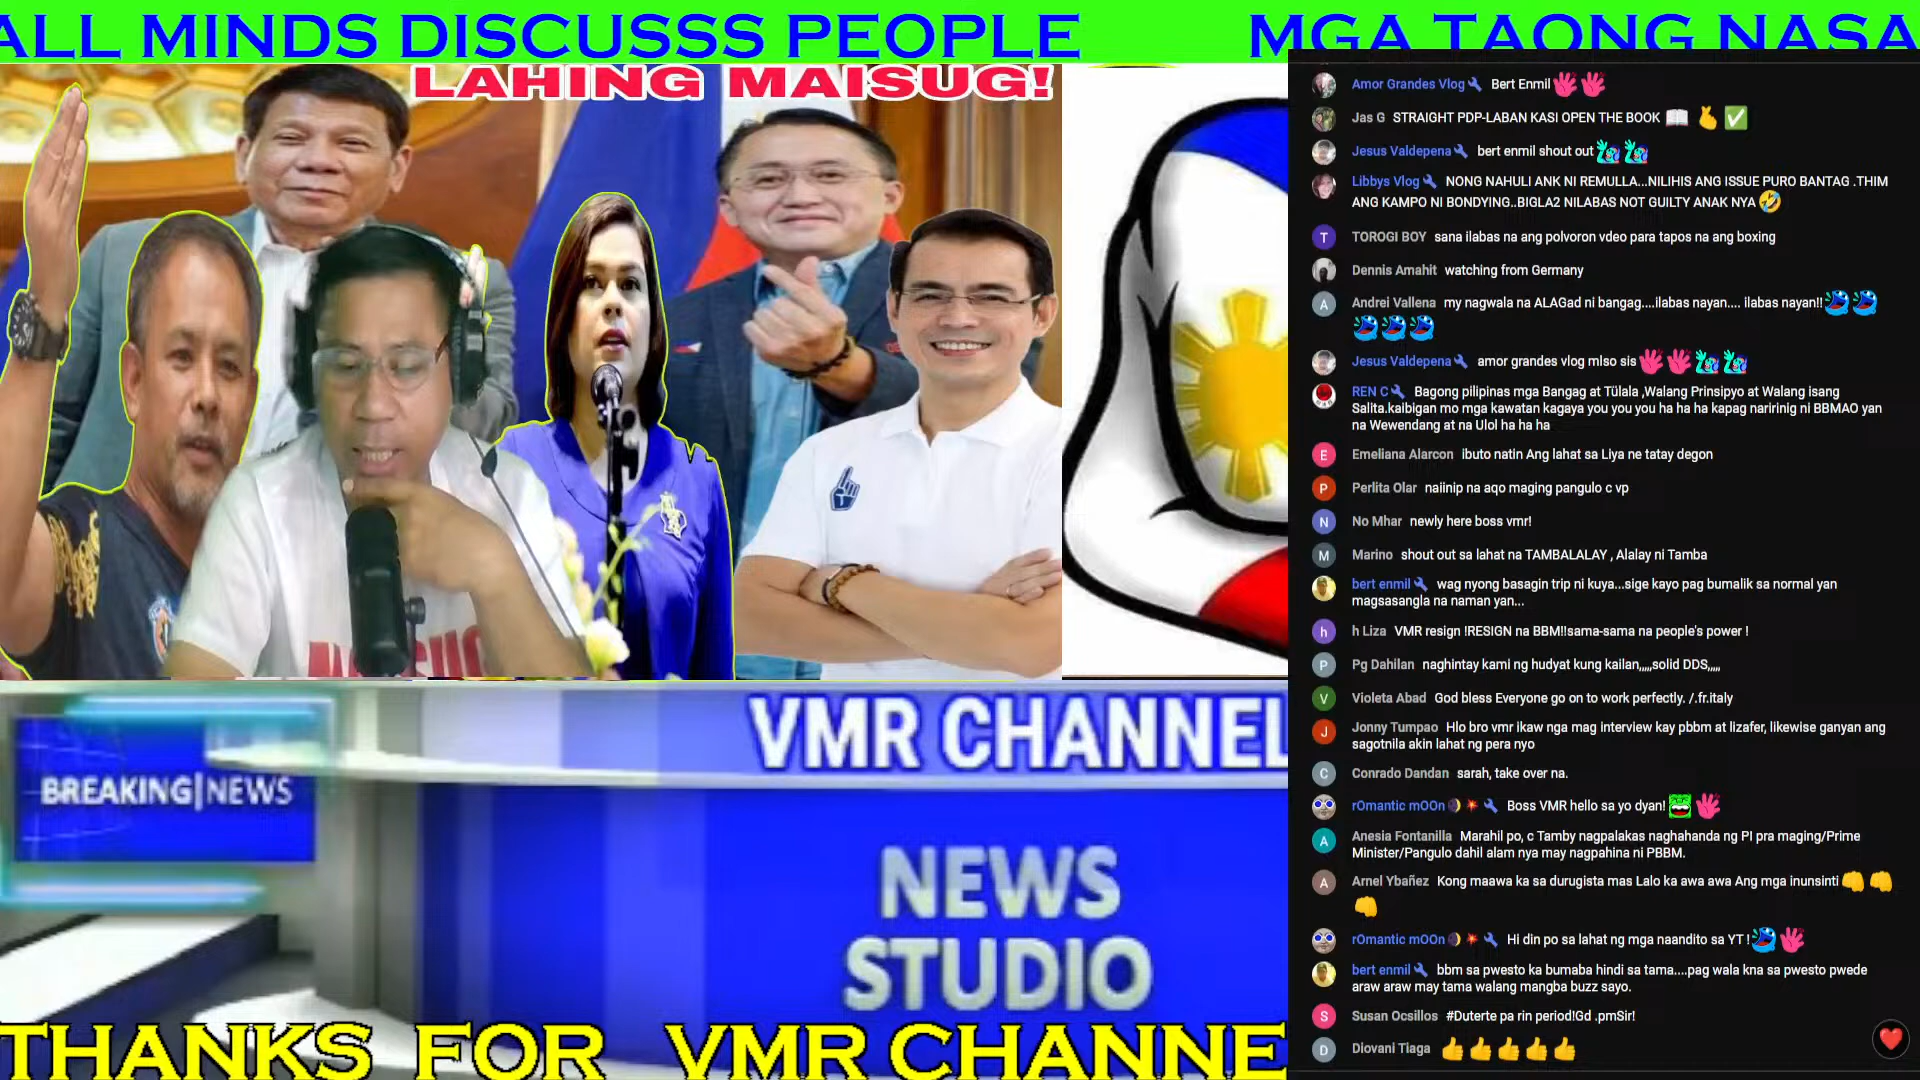 ALL MINDS DISCUSSS PEOPLE MGA TAONG NASA
LAHING MAISUG!
BREAKING|NEWS
VMR CHANNEL
NEWS
STUDIO
THANKS FOR VMR CHANNE
Amor Grandes Vlog Bert Enmil
Jas G STRAIGHT PDP-LABAN KASI OPEN THE BOOK 📖 🫰 ✅
Jesus Valdepena bert enmil shout out
Libbys Vlog NONG NAHULI ANK NI REMULLA...NILIHIS ANG ISSUE PURO BANTAG .THIM
ANG KAMPO NI BONDYING..BIGLA2 NILABAS NOT GUILTY ANAK NYA 🤣
T TOROGI BOY sana ilabas na ang polvoron vdeo para tapos na ang boxing
Dennis Amahit watching from Germany
A Andrei Vallena my nagwala na ALAGad ni bangag....ilabas nayan.... ilabas nayan!!
Jesus Valdepena amor grandes vlog mlso sis
REN C Bagong pilipinas mga Bangag at Tülala ,Walang Prinsipyo at Walang isang
Salita.kaibigan mo mga kawatan kagaya you you you ha ha ha kapag naririnig ni BBMAO yan
na Wewendang at na Ulol ha ha ha
E Emeliana Alarcon ibuto natin Ang lahat sa Liya ne tatay degon
P Perlita Olar naiinip na aqo maging pangulo c vp
N No Mhar newly here boss vmr!
M Marino shout out sa lahat na TAMBALALAY , Alalay ni Tamba
bert enmil wag nyong basagin trip ni kuya...sige kayo pag bumalik sa normal yan
magsasangla na naman yan...
h h Liza VMR resign !RESIGN na BBM!!sama-sama na people's power !
P Pg Dahilan naghintay kami ng hudyat kung kailan,,,,,solid DDS,,,,,
V Violeta Abad God bless Everyone go on to work perfectly. /.fr.italy
J Jonny Tumpao Hlo bro vmr ikaw nga mag interview kay pbbm at lizafer, likewise ganyan ang
sagotnila akin lahat ng pera nyo
C Conrado Dandan sarah, take over na.
rOmantic mOOn Boss VMR hello sa yo dyan!
A Anesia Fontanilla Marahil po, c Tamby nagpalakas naghahanda ng PI pra maging/Prime
Minister/Pangulo dahil alam nya may nagpahina ni PBBM.
A Arnel Ybañez Kong maawa ka sa durugista mas Lalo ka awa awa Ang mga inunsinti 👊 👊
👊
rOmantic mOOn Hi din po sa lahat ng mga naandito sa YT !
bert enmil bbm sa pwesto ka bumaba hindi sa tama....pag wala kna sa pwesto pwede
araw araw may tama walang mangba buzz sayo.
S Susan Ocsillos #Duterte pa rin period!Gd .pmSir!
D Diovani Tiaga 👍👍👍👍👍